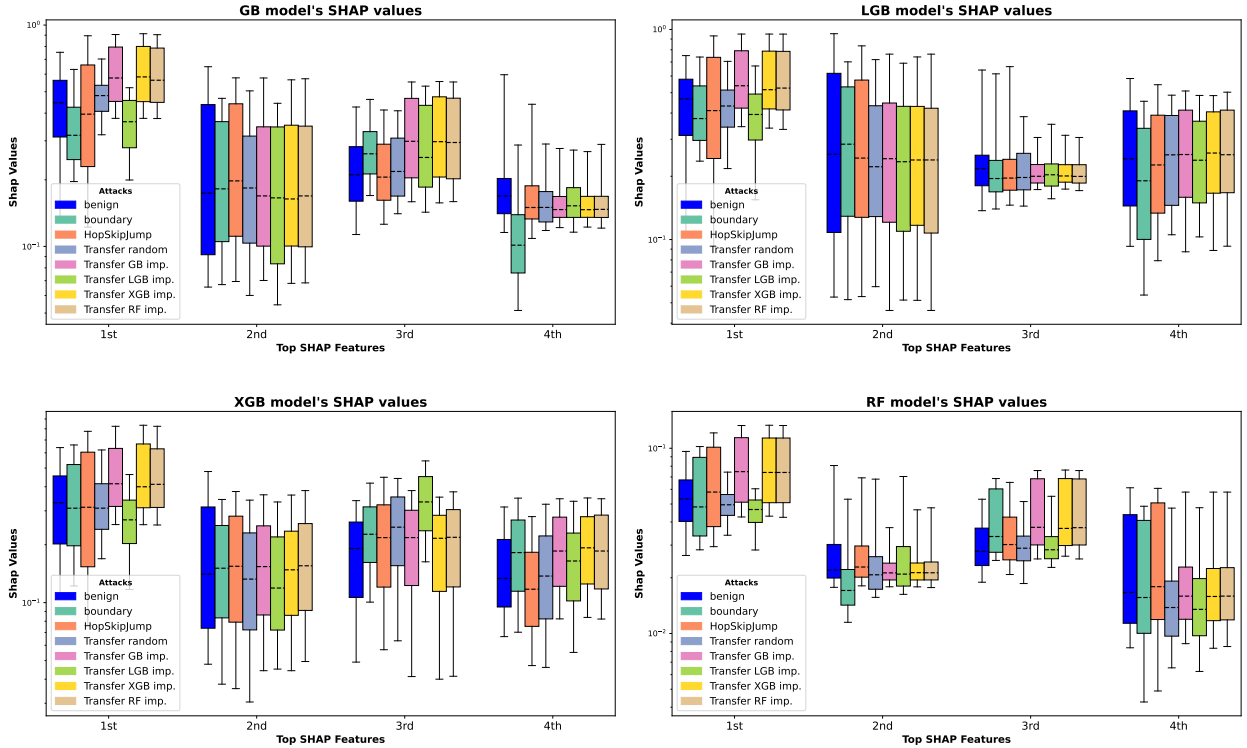 GB model's SHAP values
Shap Values
10⁰
10⁻¹
Attacks
benign
boundary
HopSkipJump
Transfer random
Transfer GB imp.
Transfer LGB imp.
Transfer XGB imp.
Transfer RF imp.
1st 2nd 3rd 4th
Top SHAP Features
LGB model's SHAP values
Shap Values
10⁰
10⁻¹
Attacks
benign
boundary
HopSkipJump
Transfer random
Transfer GB imp.
Transfer LGB imp.
Transfer XGB imp.
Transfer RF imp.
1st 2nd 3rd 4th
Top SHAP Features
XGB model's SHAP values
Shap Values
10⁻¹
Attacks
benign
boundary
HopSkipJump
Transfer random
Transfer GB imp.
Transfer LGB imp.
Transfer XGB imp.
Transfer RF imp.
1st 2nd 3rd 4th
Top SHAP Features
RF model's SHAP values
Shap Values
10⁻¹
10⁻²
Attacks
benign
boundary
HopSkipJump
Transfer random
Transfer GB imp.
Transfer LGB imp.
Transfer XGB imp.
Transfer RF imp.
1st 2nd 3rd 4th
Top SHAP Features